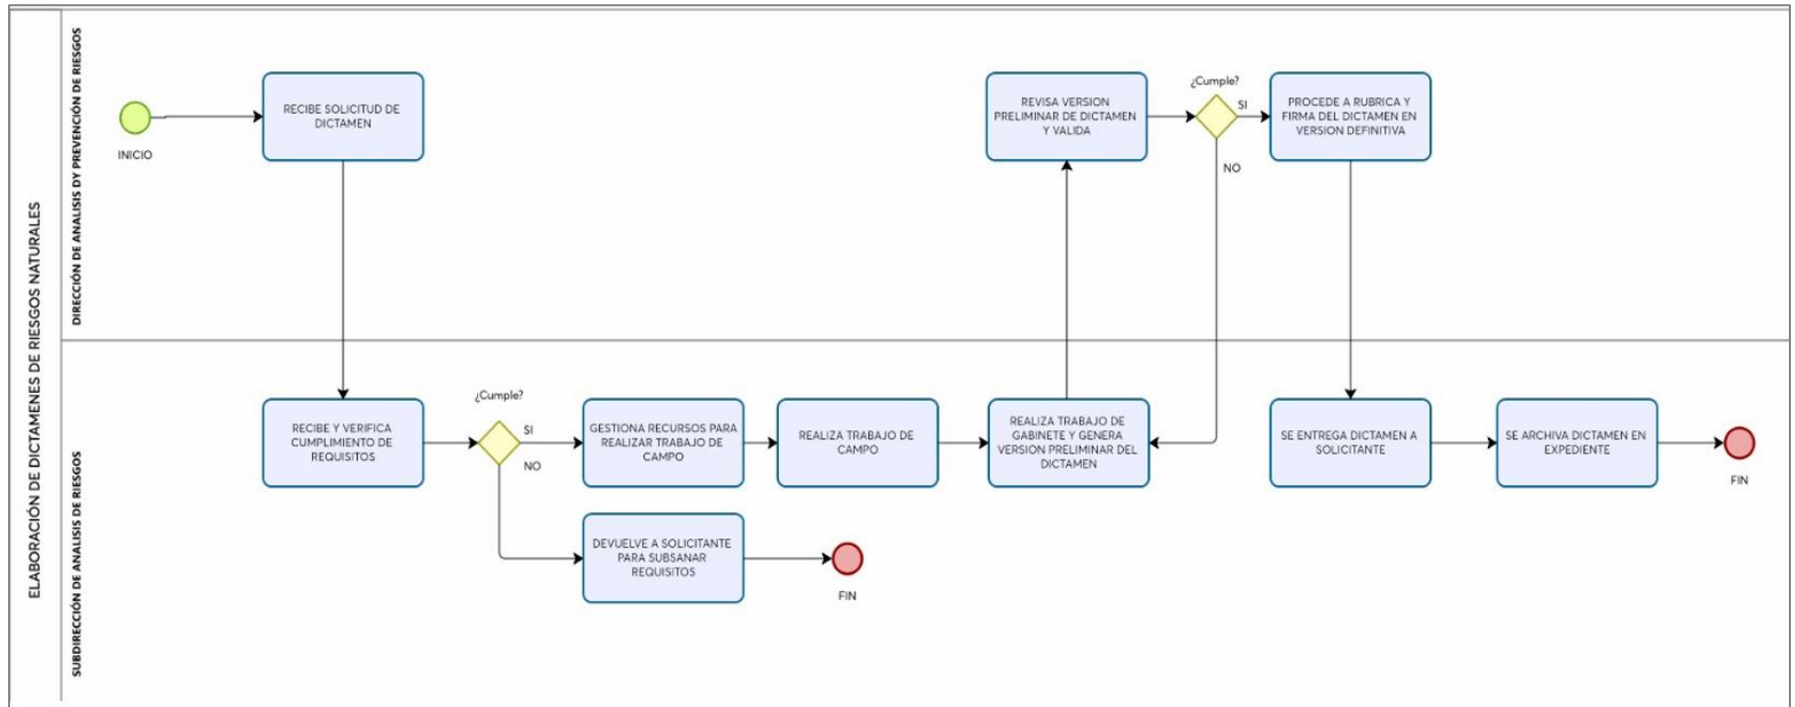 ELABORACIÓN DE DICTAMENES DE RIESGOS NATURALES
DIRECCIÓN DE ANALISIS DY PREVENCIÓN DE RIESGOS
INICIO
RECIBE SOLICITUD DE
DICTAMEN
REVISA VERSION
PRELIMINAR DE DICTAMEN
Y VALIDA
¿Cumple?
SI
NO
PROCEDE A RUBRICA Y
FIRMA DEL DICTAMEN EN
VERSION DEFINITIVA
SUBDIRECCIÓN DE ANALISIS DE RIESGOS
RECIBE Y VERIFICA
CUMPLIMIENTO DE
REQUISITOS
¿Cumple?
SI
NO
GESTIONA RECURSOS PARA
REALIZAR TRABAJO DE
CAMPO
REALIZA TRABAJO DE
CAMPO
REALIZA TRABAJO DE
GABINETE Y GENERA
VERSION PRELIMINAR DEL
DICTAMEN
SE ENTREGA DICTAMEN A
SOLICITANTE
SE ARCHIVA DICTAMEN EN
EXPEDIENTE
FIN
DEVUELVE A SOLICITANTE
PARA SUBSANAR
REQUISITOS
FIN